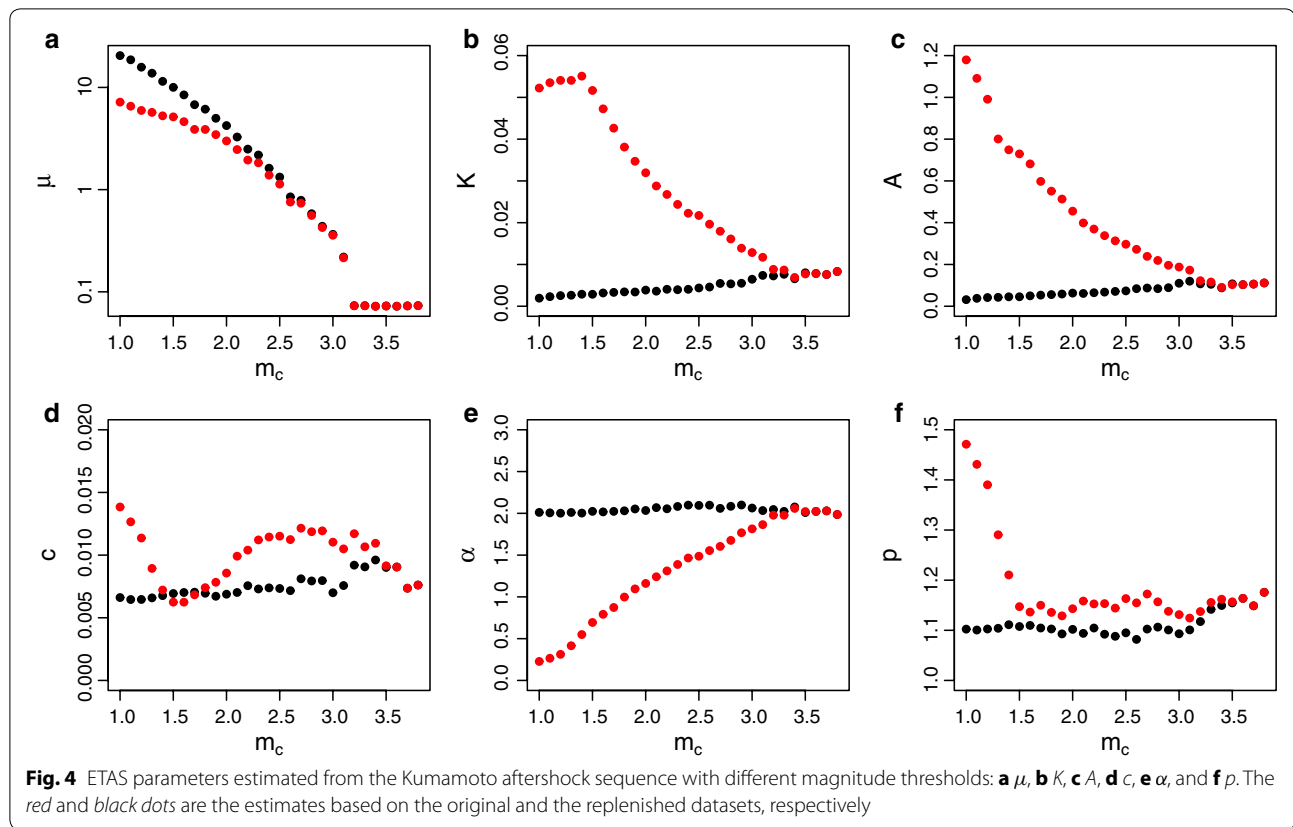 a
b
c
10
1
0.1
μ
1.0 1.5 2.0 2.5 3.0 3.5
mc
0.06
0.04
0.02
0.00
K
1.0 1.5 2.0 2.5 3.0 3.5
mc
1.2
1.0
0.8
0.6
0.4
0.2
0.0
A
1.0 1.5 2.0 2.5 3.0 3.5
mc
d
e
f
0.020
0.015
0.010
0.005
0.000
c
1.0 1.5 2.0 2.5 3.0 3.5
mc
3.0
2.5
2.0
1.5
1.0
0.5
0.0
α
1.0 1.5 2.0 2.5 3.0 3.5
mc
1.5
1.4
1.3
1.2
1.1
1.0
p
1.0 1.5 2.0 2.5 3.0 3.5
mc
Fig. 4 ETAS parameters estimated from the Kumamoto aftershock sequence with different magnitude thresholds: a μ, b K, c A, d c, e α, and f p. The
red and black dots are the estimates based on the original and the replenished datasets, respectively